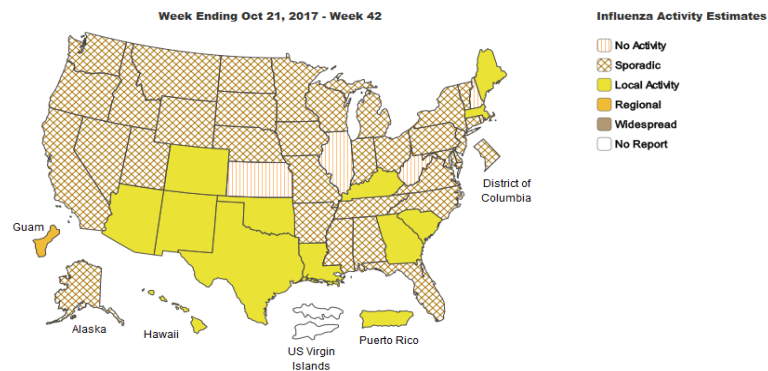 Week Ending Oct 21, 2017 - Week 42
Influenza Activity Estimates
No Activity
Sporadic
Local Activity
Regional
Widespread
No Report
District of
Columbia
Guam
Alaska
Hawaii
US Virgin
Islands
Puerto Rico